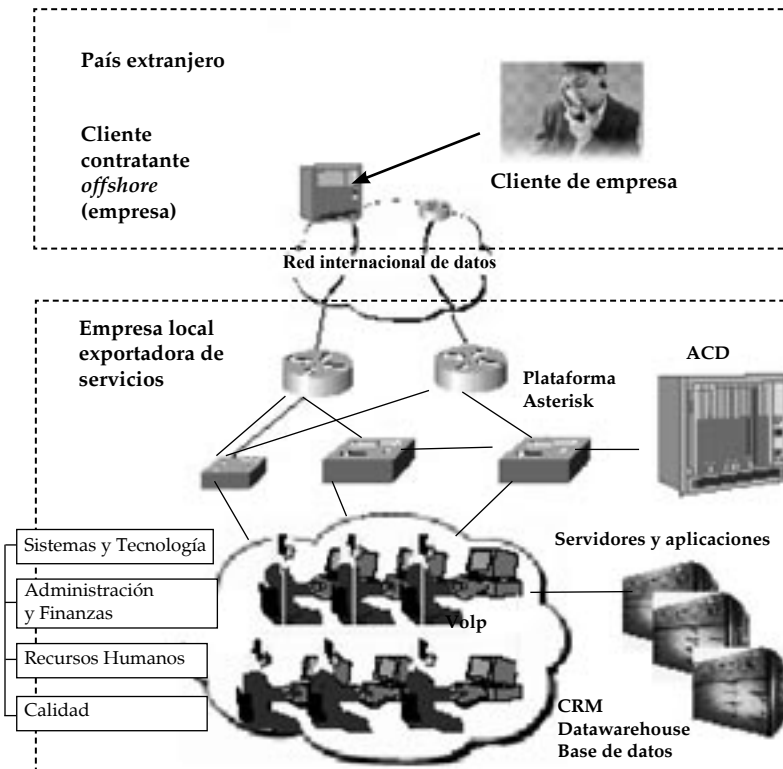 País extranjero
Cliente
contratante
offshore
(empresa)
Cliente de empresa
Red internacional de datos
Empresa local
exportadora de
servicios
ACD
Plataforma
Asterisk
Sistemas y Tecnología
Administración
y Finanzas
Recursos Humanos
Calidad
Servidores y aplicaciones
Volp
CRM
Datawarehouse
Base de datos